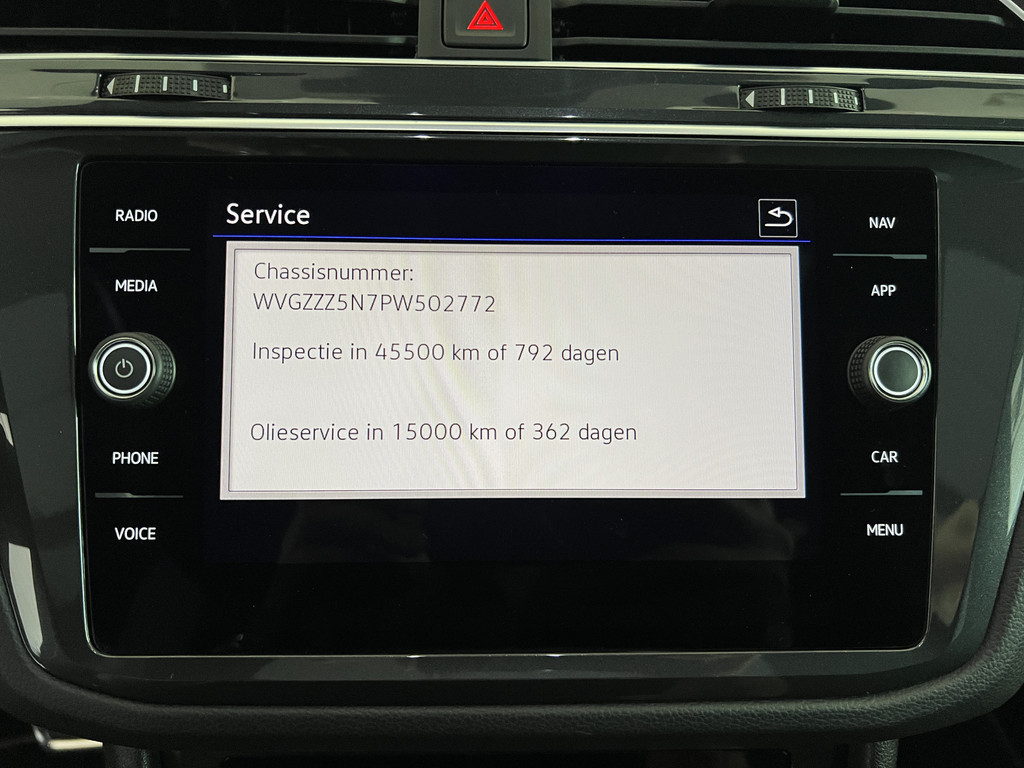 RADIO
MEDIA
PHONE
VOICE
Service
Chassisnummer:
WVGZZZ5N7PW502772
Inspectie in 45500 km of 792 dagen
Olieservice in 15000 km of 362 dagen
NAV
APP
CAR
MENU